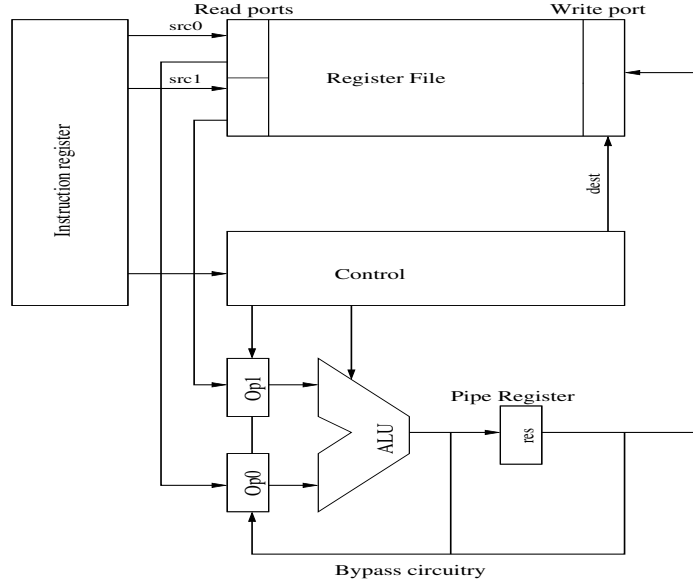 Read ports
Write port
src0
src1
Register File
Instruction register
dest
Control
Op1
Pipe Register
ALU
res
Op0
Bypass circuitry